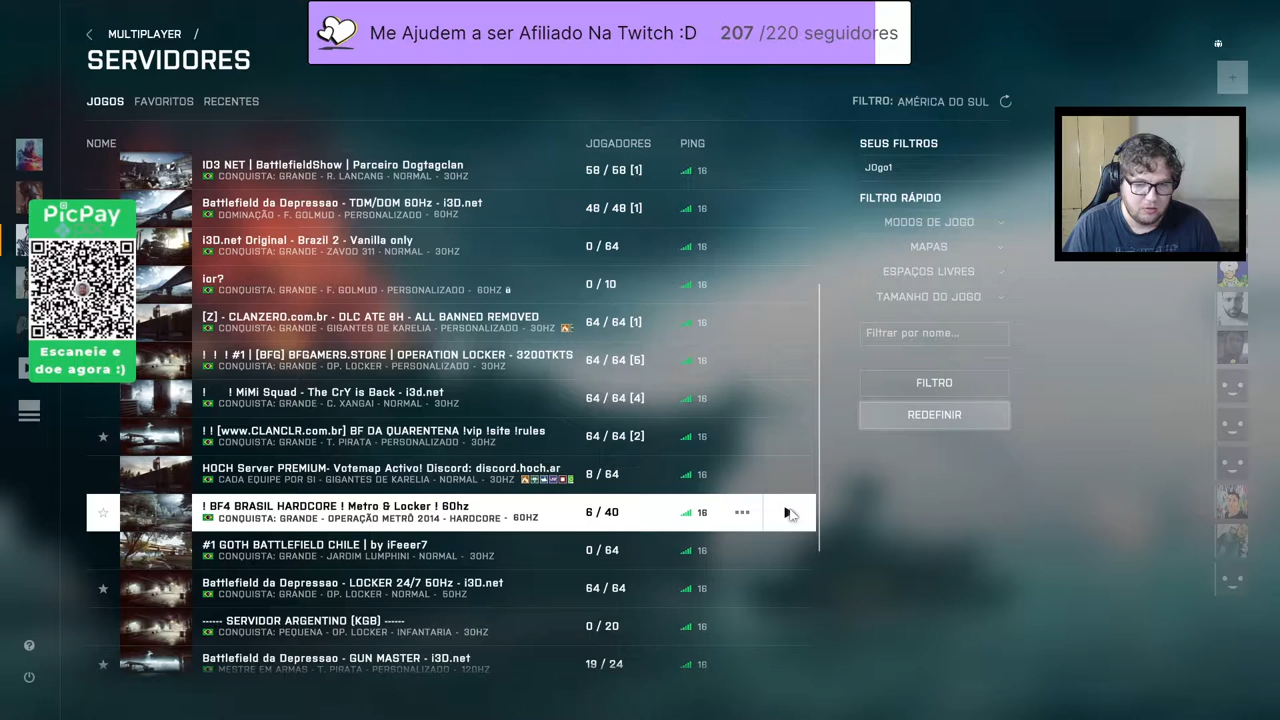 Me Ajudem a ser Afiliado Na Twitch :D 207 /220 seguidores
MULTIPLAYER /
SERVIDORES
JOGOS FAVORITOS RECENTES
FILTRO: AMÉRICA DO SUL
NOME JOGADORES PING
ID3 NET | BattlefieldShow | Parceiro Dogtagclan
CONQUISTA: GRANDE - R. LANCANG - NORMAL - 30HZ
58 / 58 [1] 16
Battlefield da Depressao - TDM/DOM 60Hz - i3D.net
DOMINAÇÃO - F. GOLMUD - PERSONALIZADO - 60HZ
48 / 48 [1] 16
i3D.net Original - Brazil 2 - Vanilla only
CONQUISTA: GRANDE - ZAVOD 311 - NORMAL - 30HZ
0 / 64 16
ior?
CONQUISTA: GRANDE - F. GOLMUD - PERSONALIZADO - 60HZ
0 / 10 16
[Z] - CLANZERO.com.br - DLC ATE 8H - ALL BANNED REMOVED
CONQUISTA: GRANDE - GIGANTES DE KARELIA - PERSONALIZADO - 30HZ
64 / 64 [1] 16
! ! ! #1 | [BFG] BFGAMERS.STORE | OPERATION LOCKER - 3200TKTS
CONQUISTA: GRANDE - OP. LOCKER - PERSONALIZADO - 30HZ
64 / 64 [5] 16
! ! MiMi Squad - The CrY is Back - i3d.net
CONQUISTA: GRANDE - C. XANGAI - NORMAL - 30HZ
64 / 64 [4] 16
! ! [www.CLANCLR.com.br] BF DA QUARENTENA !vip !site !rules
CONQUISTA: GRANDE - T. PIRATA - PERSONALIZADO - 30HZ
64 / 64 [2] 16
HOCH Server PREMIUM- Votemap Activo! Discord: discord.hoch.ar
CADA EQUIPE POR SI - GIGANTES DE KARELIA - NORMAL - 30HZ
8 / 64 16
! BF4 BRASIL HARDCORE ! Metro & Locker ! 60hz
CONQUISTA: GRANDE - OPERAÇÃO METRÔ 2014 - HARDCORE - 60HZ
6 / 40 16
#1 GOTH BATTLEFIELD CHILE | by iFeeer7
CONQUISTA: GRANDE - JARDIM LUMPHINI - NORMAL - 30HZ
0 / 64 16
Battlefield da Depressao - LOCKER 24/7 50Hz - i3D.net
CONQUISTA: GRANDE - OP. LOCKER - NORMAL - 50HZ
64 / 64 16
------ SERVIDOR ARGENTINO [KGB] ------
CONQUISTA: PEQUENA - OP. LOCKER - INFANTARIA - 30HZ
0 / 20 16
Battlefield da Depressao - GUN MASTER - i3D.net
MESTRE EM ARMAS - T. PIRATA - PERSONALIZADO - 120HZ
19 / 24 16
SEUS FILTROS
JOgo1
FILTRO RÁPIDO
MODOS DE JOGO
MAPAS
ESPAÇOS LIVRES
TAMANHO DO JOGO
Filtrar por nome...
FILTRO
REDEFINIR
PicPay
Escaneie e
doe agora :)